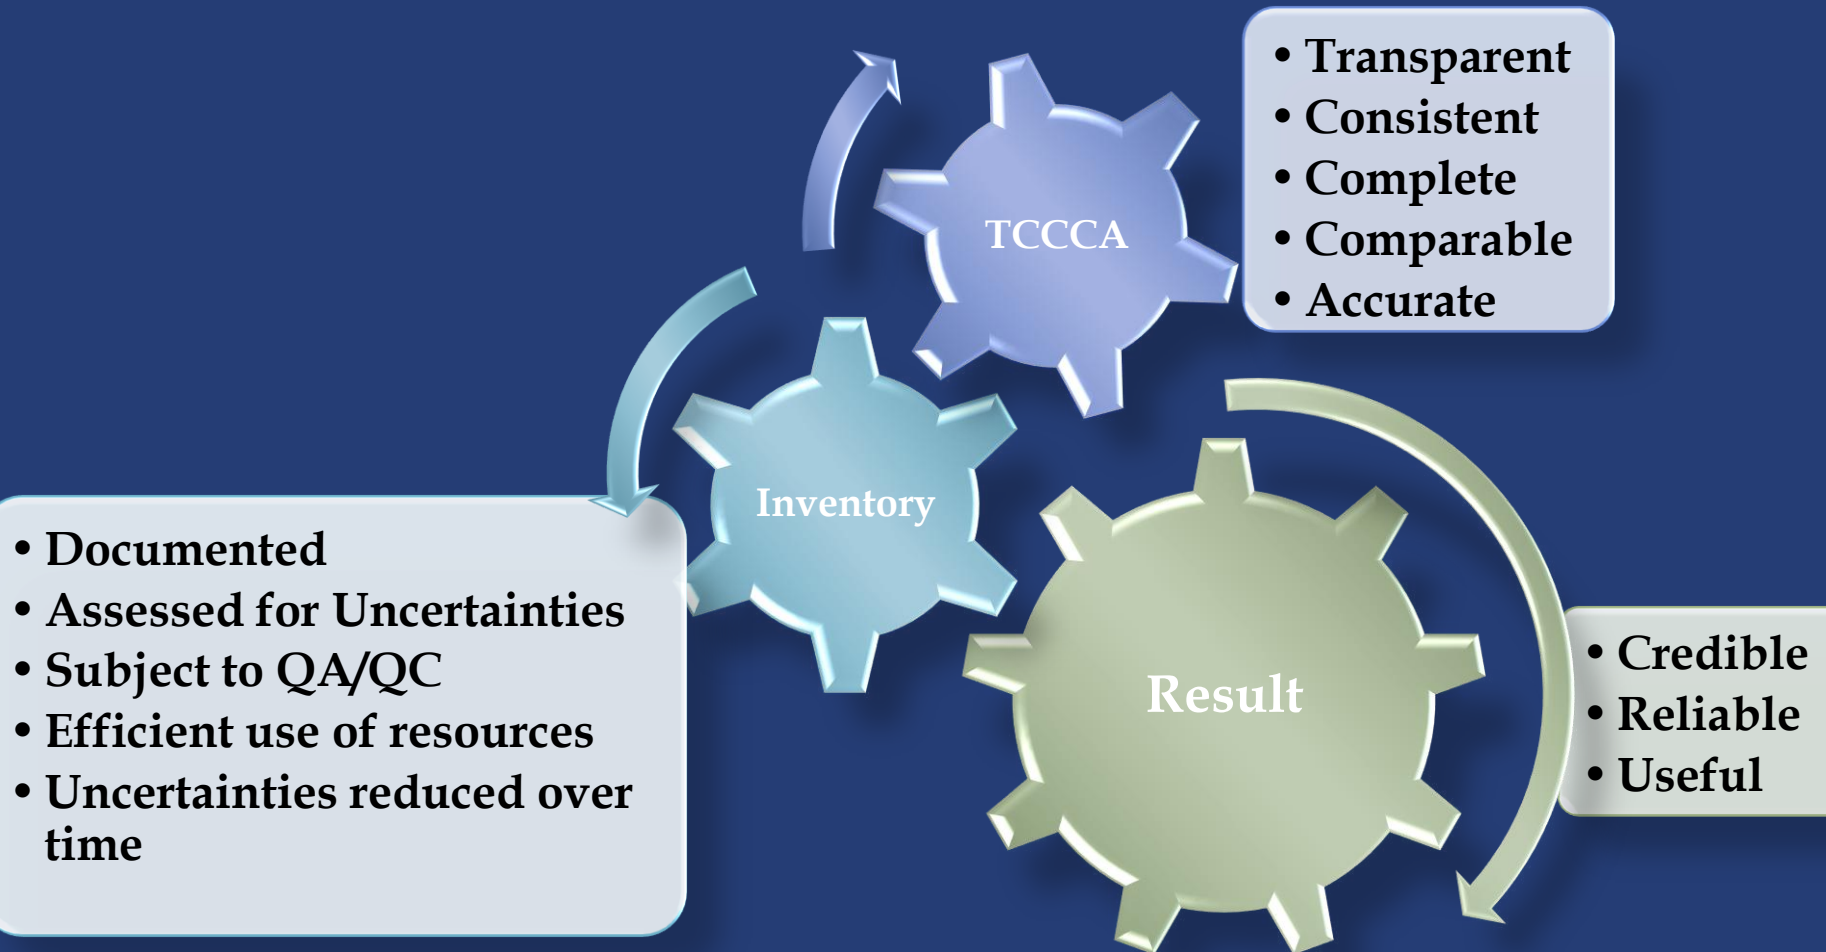 • Transparent
• Consistent
• Complete
• Comparable
• Accurate
TCCCA
Inventory
• Documented
• Assessed for Uncertainties
• Subject to QA/QC
• Efficient use of resources
• Uncertainties reduced over
time
Result
• Credible
• Reliable
• Useful